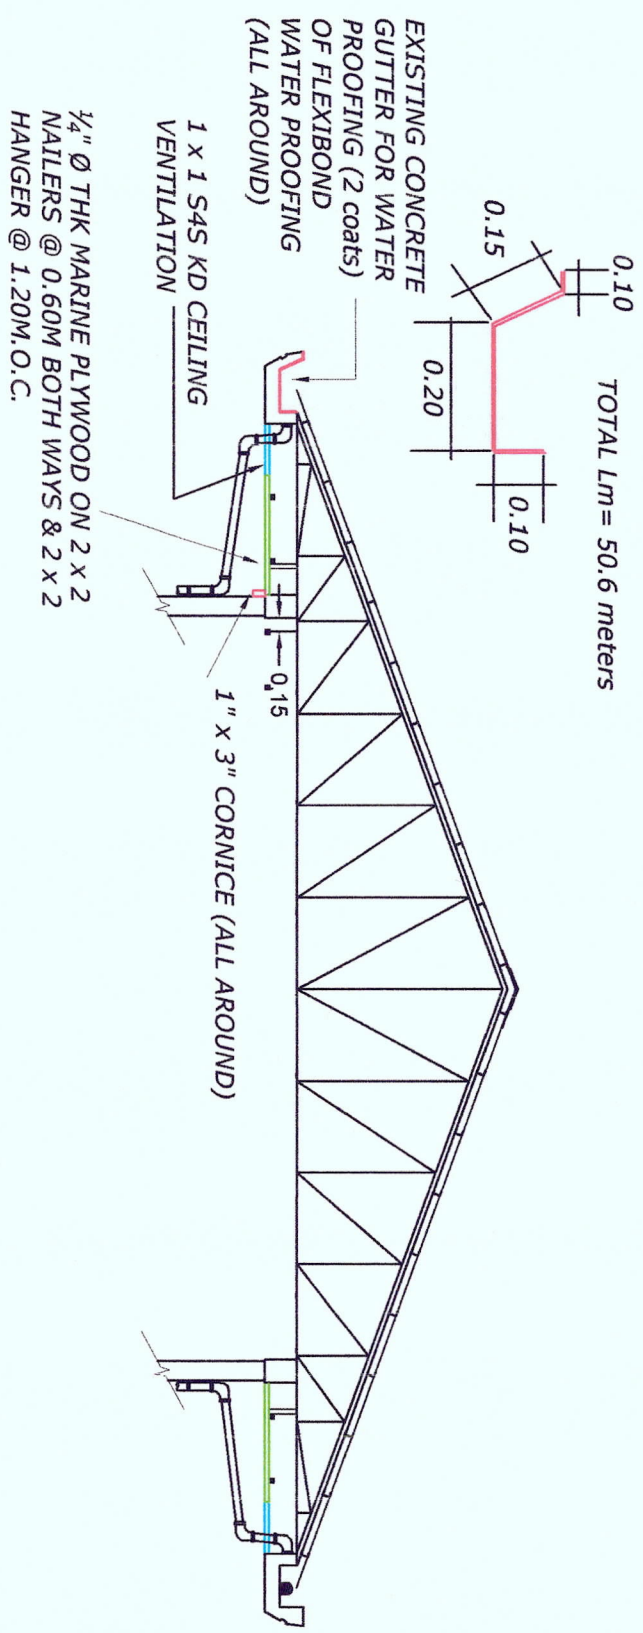 0.10
0.15
0.20
0.10
TOTAL Lm= 50.6 meters
EXISTING CONCRETE
GUTTER FOR WATER
PROOFING (2 coats)
OF FLEXIBOND
WATER PROOFING
(ALL AROUND)
1 x 1 S4S KD CEILING
VENTILATION
¼" Ø THK MARINE PLYWOOD ON 2 x 2
NAILERS @ 0.60M BOTH WAYS & 2 x 2
HANGER @ 1.20M.O.C.
0.15
1" x 3" CORNICE (ALL AROUND)